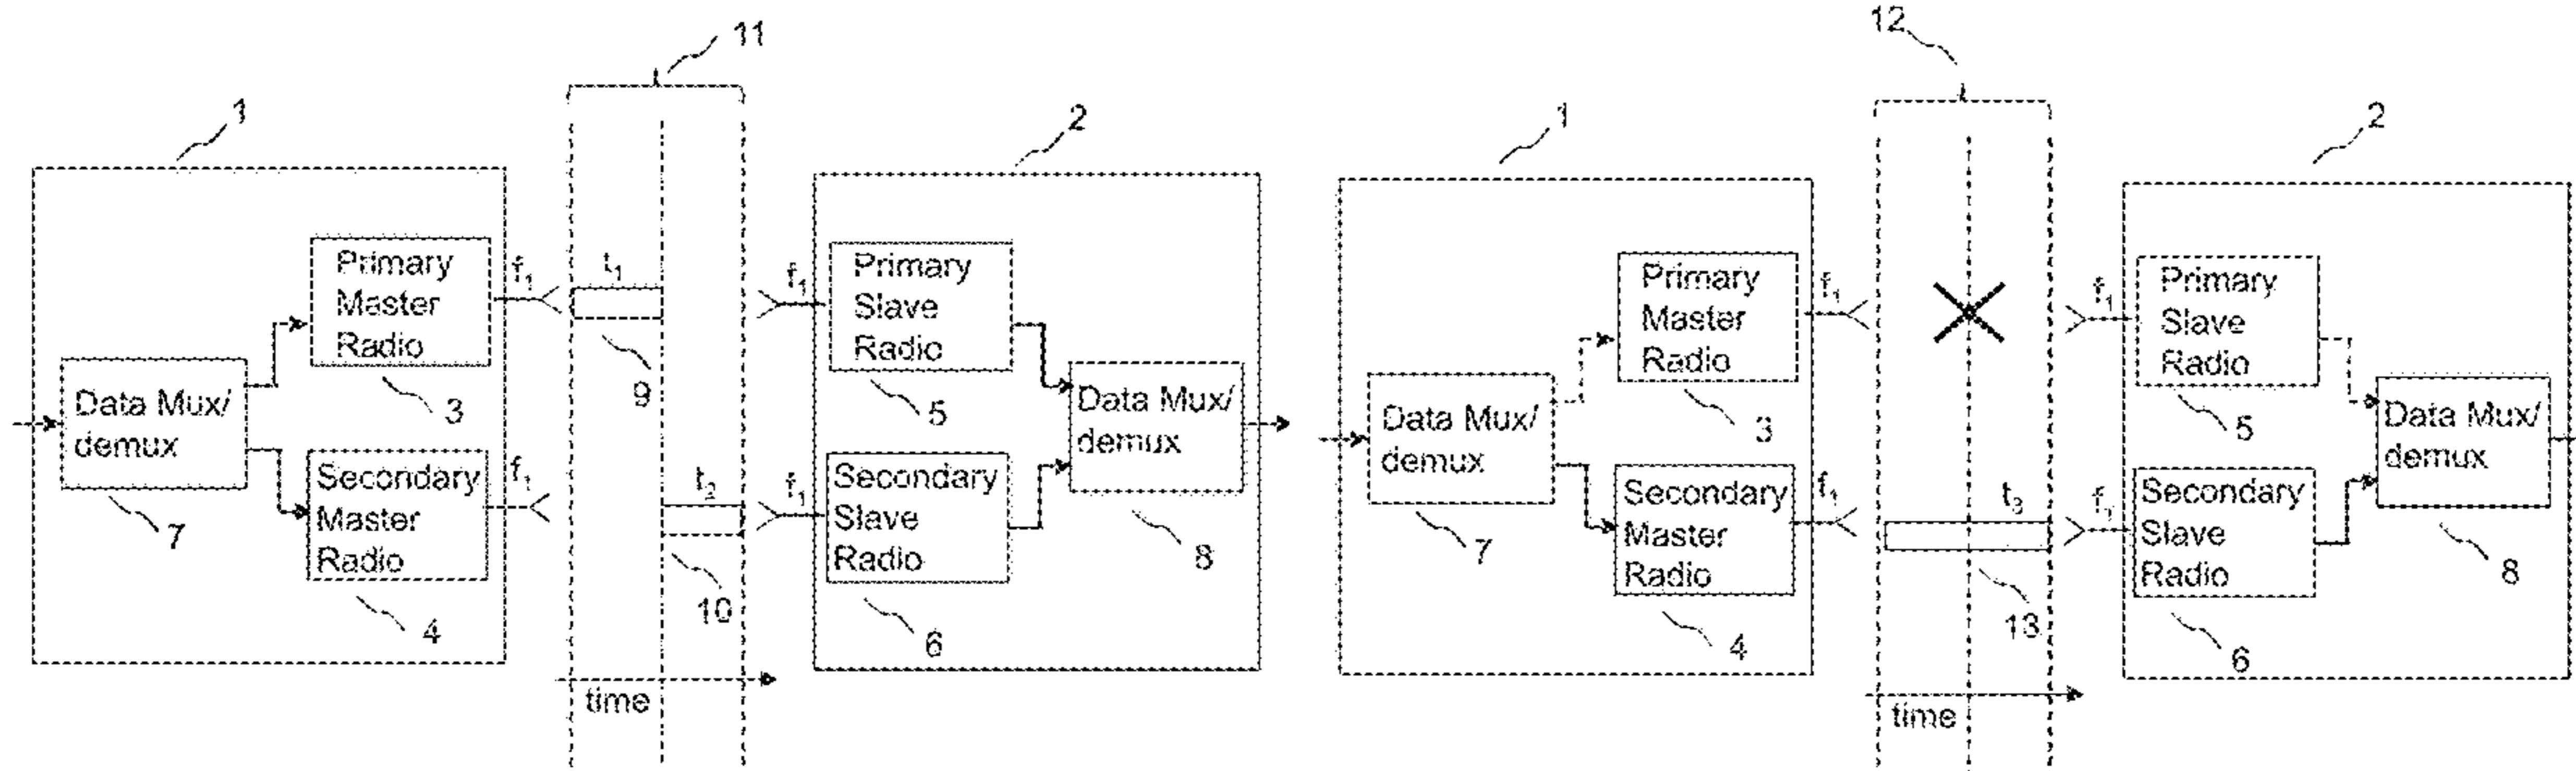 11
12
1
2
1
2
Primary
Master
Radio
f1
t1
f1
Primary
Slave
Radio
Primary
Master
Radio
f1
f1
Primary
Slave
Radio
3
9
5
3
5
Data Mux/
demux
Data Mux/
demux
Data Mux/
demux
Data Mux/
demux
Secondary
Master
Radio
f1
t2
f1
Secondary
Slave
Radio
Secondary
Master
Radio
f1
t3
f1
Secondary
Slave
Radio
7
4
10
6
8
7
4
13
6
8
time
time